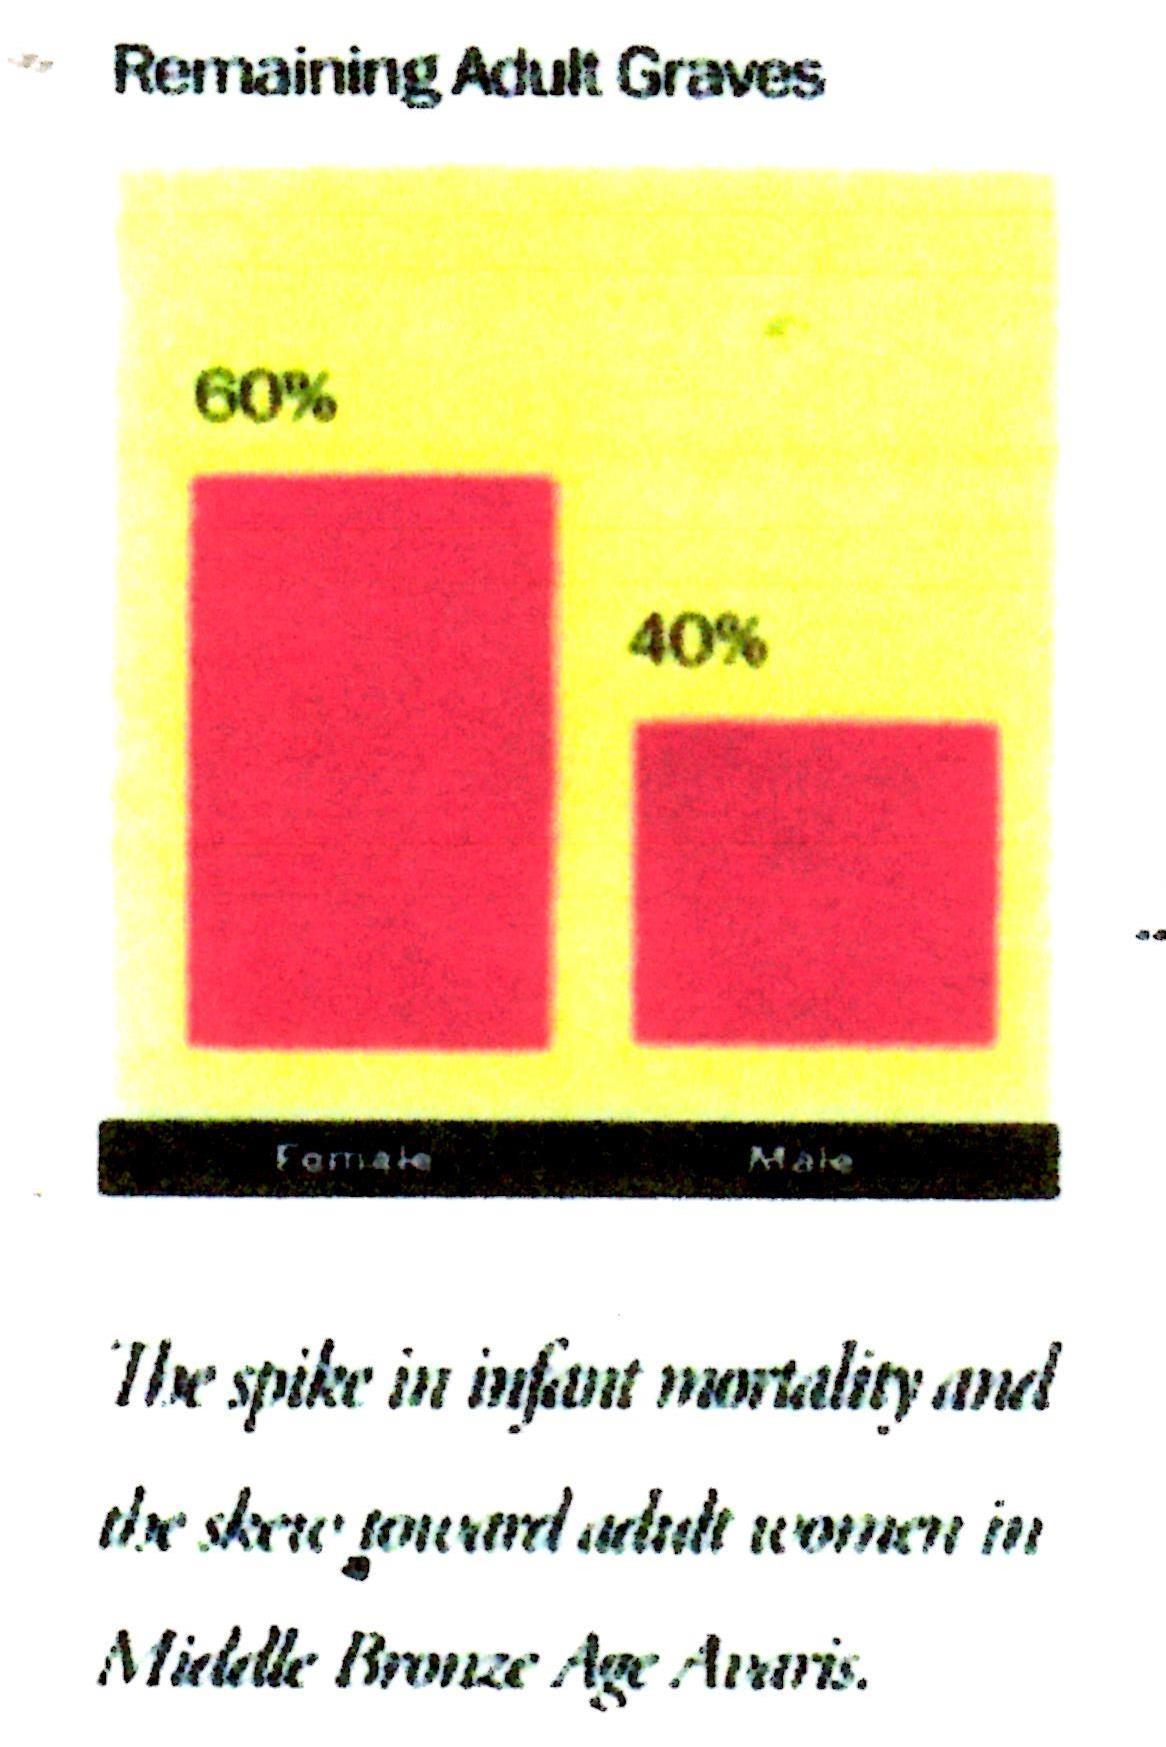 Remaining Adult Graves
60%
40%
Female
Male
The spike in infant mortality and
the skew toward adult women in
Middle Bronze Age Avaris.